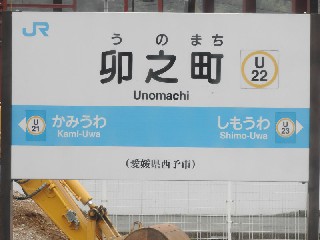 JR
うのまち
卯之町
U
22
Unomachi
U
21
かみうわ
Kami-Uwa
しもうわ
Shimo-Uwa
U
23
(愛媛県西予市)